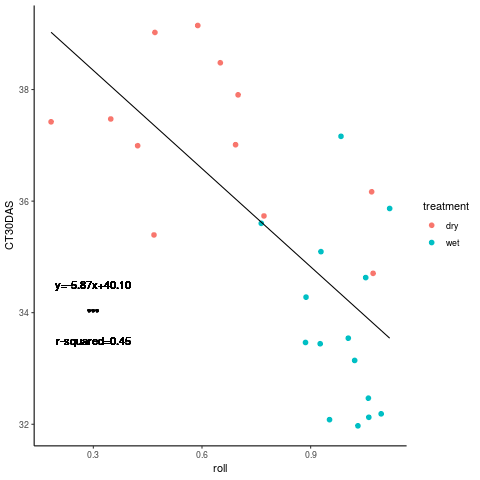 38
36
34
32
CT30DAS
0.3
0.6
0.9
roll
y=-5.87x+40.10
***
r-squared=0.45
treatment
dry
wet